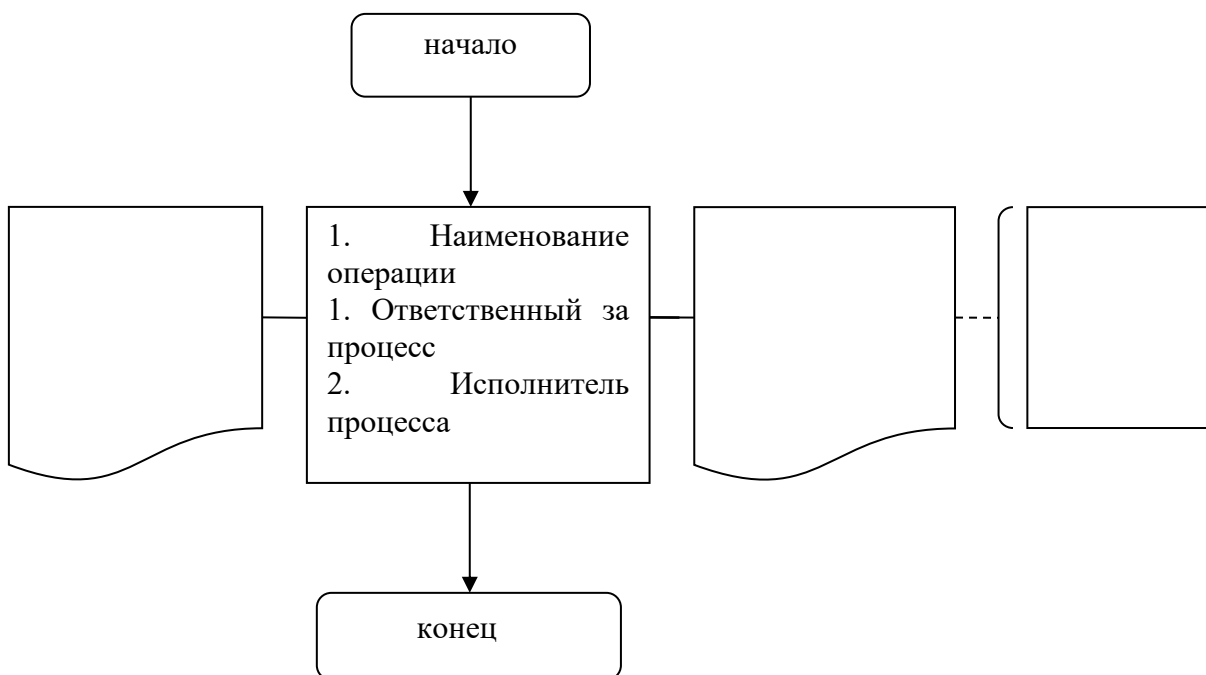 начало
1. Наименование
операции
1. Ответственный за
процесс
2. Исполнитель
процесса
конец